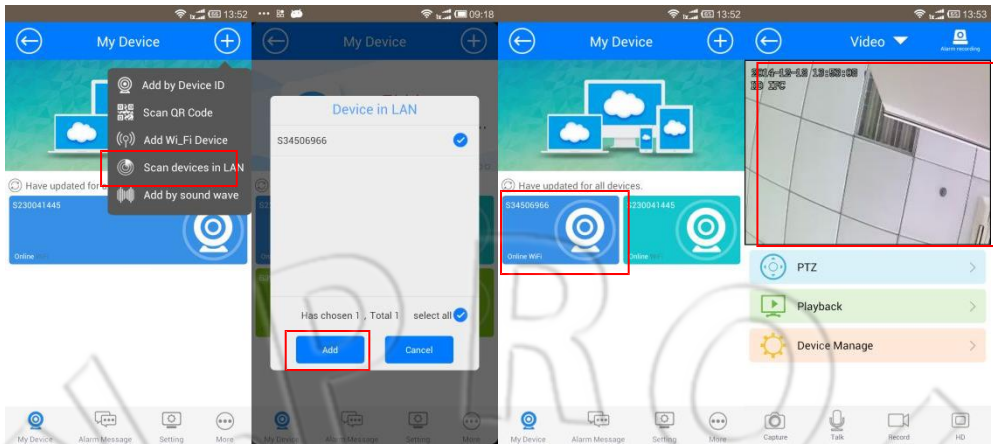 13:52
My Device
Add by Device ID
Scan QR Code
Add Wi_Fi Device
Scan devices in LAN
Add by sound wave
Have updated for
S230041445
Online
My Device
Alarm Message
Setting
More
09:18
My Device
Device in LAN
S34506966
Has chosen 1 , Total 1 select all
Add
Cancel
My Device
Alarm Message
Setting
More
13:52
My Device
Have updated for all devices.
S34506966
S230041445
Online WiFi
Online
My Device
Alarm Message
Setting
More
13:53
Video
Alarm recording
HD IPC
PTZ
Playback
Device Manage
Capture
Talk
Record
HD